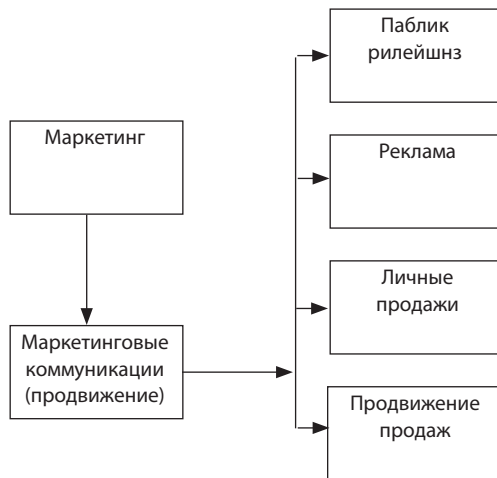 Паблик
рилейшнз
Маркетинг
Реклама
Личные
продажи
Маркетинговые
коммуникации
(продвижение)
Продвижение
продаж